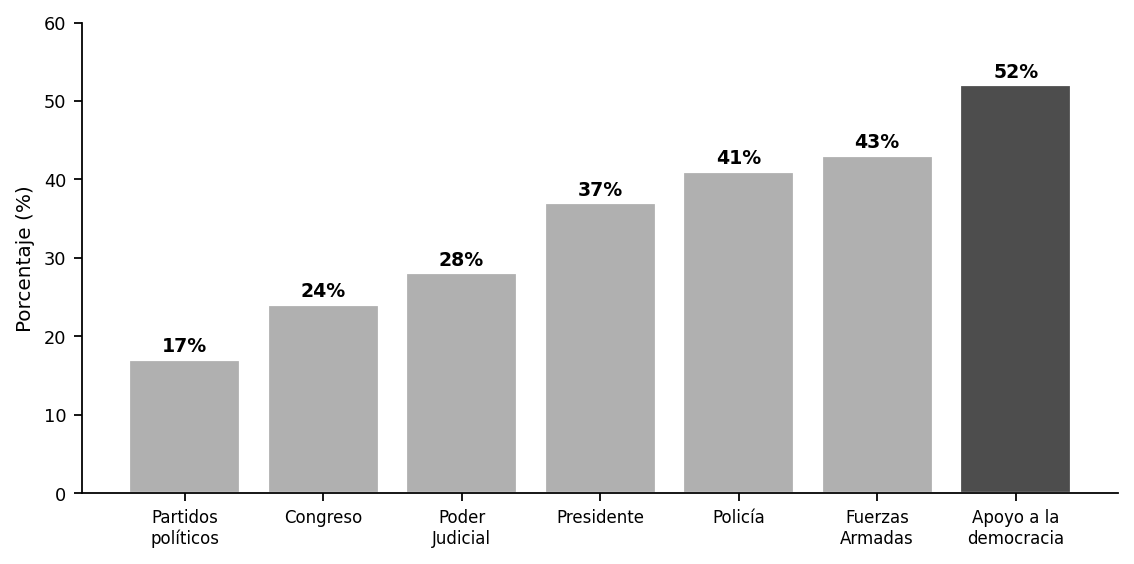 60
50
40
30
20
10
0
Porcentaje (%)
17%
24%
28%
37%
41%
43%
52%
Partidos
políticos
Congreso
Poder
Judicial
Presidente
Policía
Fuerzas
Armadas
Apoyo a la
democracia